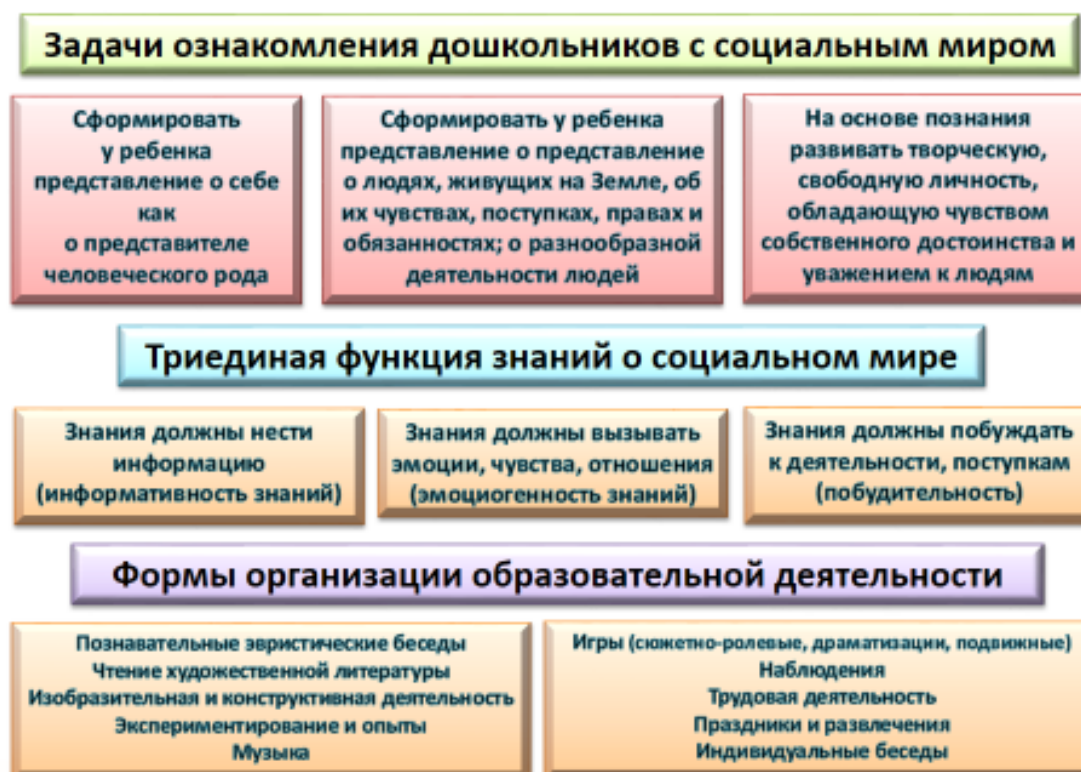 Задачи ознакомления дошкольников с социальным миром
Сформировать
у ребенка
представление о себе
как
о представителе
человеческого рода
Сформировать у ребенка
представление о представление
о людях, живущих на Земле, об
их чувствах, поступках, правах и
обязанностях; о разнообразной
деятельности людей
На основе познания
развивать творческую,
свободную личность,
обладающую чувством
собственного достоинства и
уважением к людям
Триединая функция знаний о социальном мире
Знания должны нести
информацию
(информативность знаний)
Знания должны вызывать
эмоции, чувства, отношения
(эмоциогенность знаний)
Знания должны побуждать
к деятельности, поступкам
(побудительность)
Формы организации образовательной деятельности
Познавательные эвристические беседы
Чтение художественной литературы
Изобразительная и конструктивная деятельность
Экспериментирование и опыты
Музыка
Игры (сюжетно-ролевые, драматизации, подвижные)
Наблюдения
Трудовая деятельность
Праздники и развлечения
Индивидуальные беседы